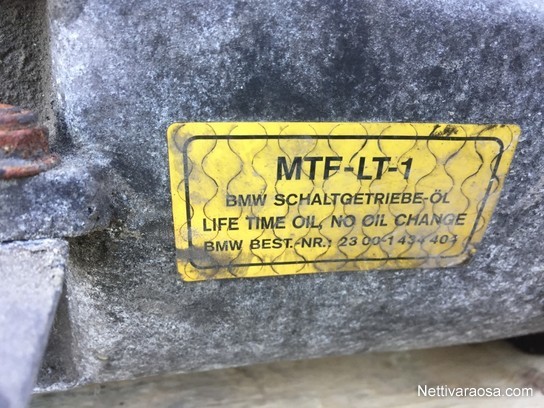 MTF-LT-1
BMW SCHALTGETRIEBE-ÖL
LIFE TIME OIL, NO OIL CHANGE
BMW BEST.-NR.: 23 00-1 434 404
Nettivaraosa.com